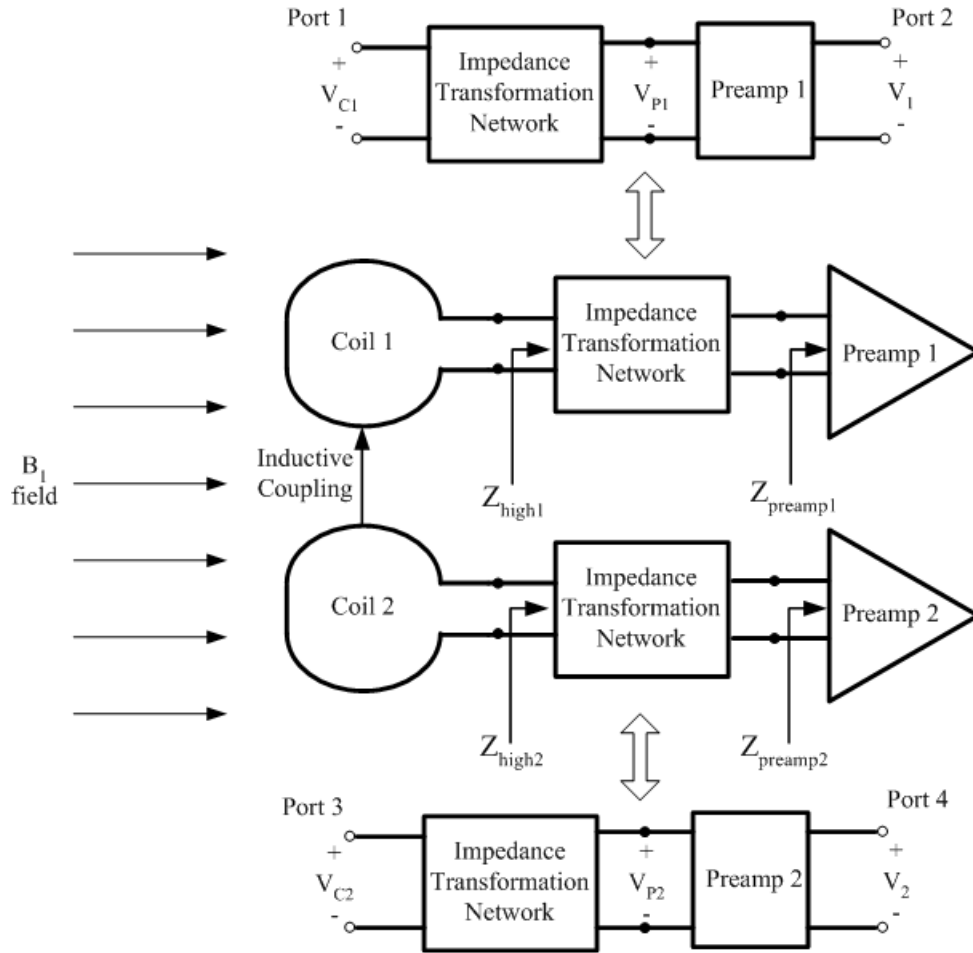 Port 1
Port 2
+
V_C1
-
Impedance
Transformation
Network
+
V_P1
-
Preamp 1
+
V_1
-
B_1
field
Coil 1
Impedance
Transformation
Network
Preamp 1
Inductive
Coupling
Z_high1
Z_preamp1
Coil 2
Impedance
Transformation
Network
Preamp 2
Z_high2
Z_preamp2
Port 3
Port 4
+
V_C2
-
Impedance
Transformation
Network
+
V_P2
-
Preamp 2
+
V_2
-